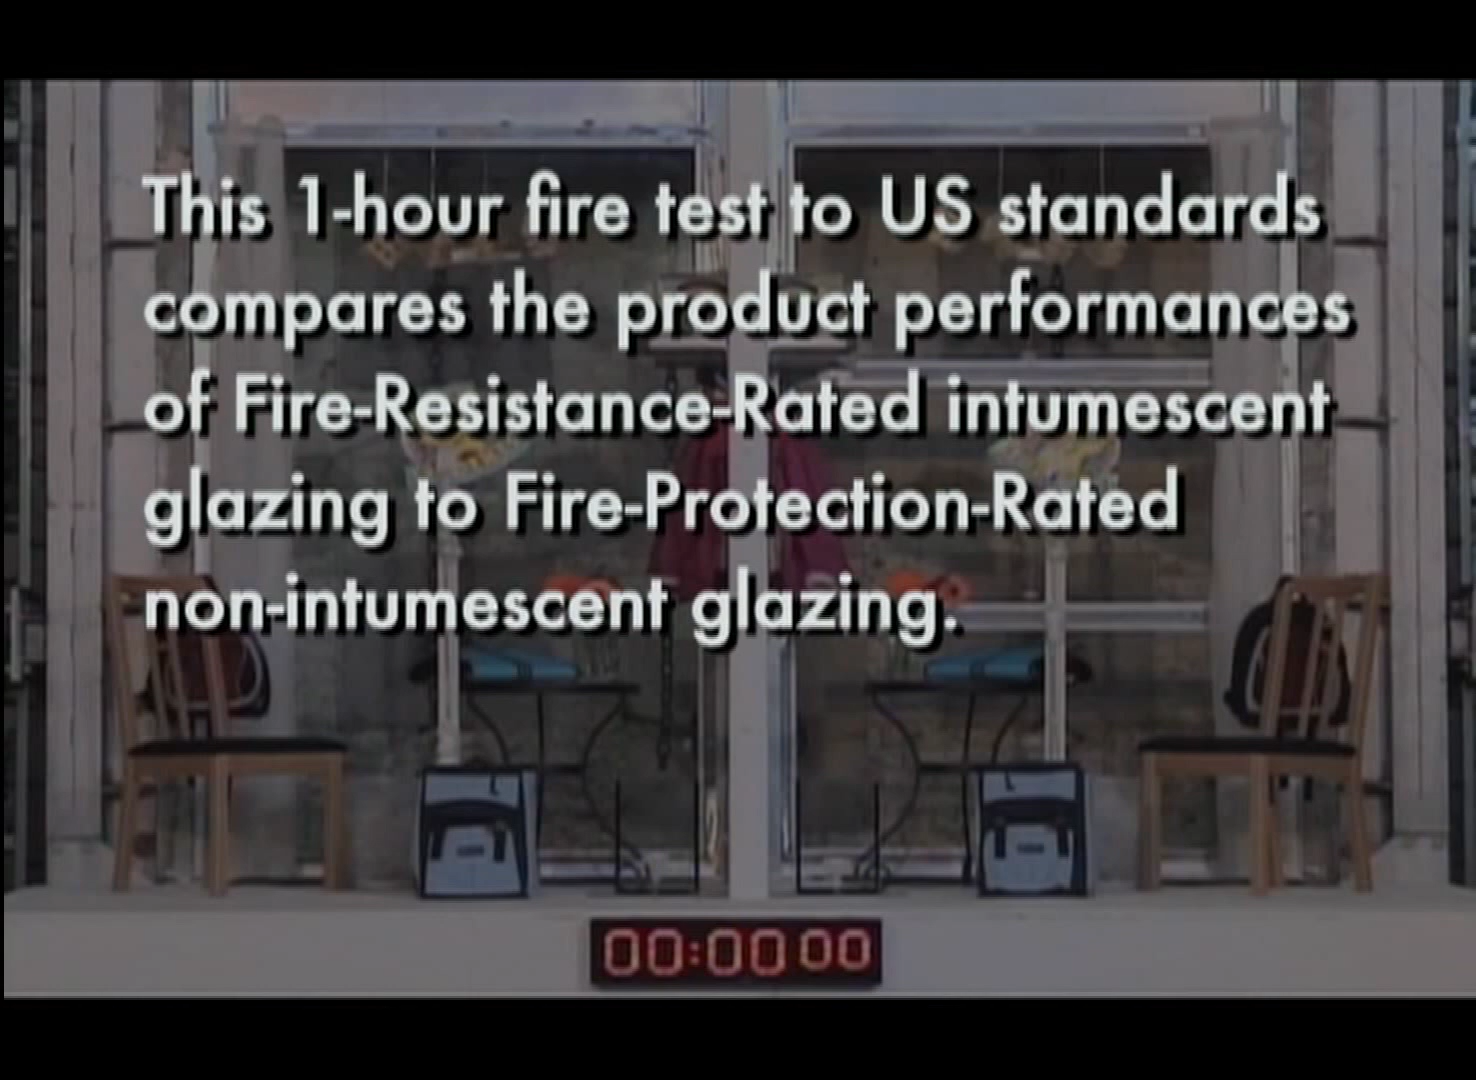 This 1-hour fire test to US standards
compares the product performances
of Fire-Resistance-Rated intumescent
glazing to Fire-Protection-Rated
non-intumescent glazing.
00:00 00